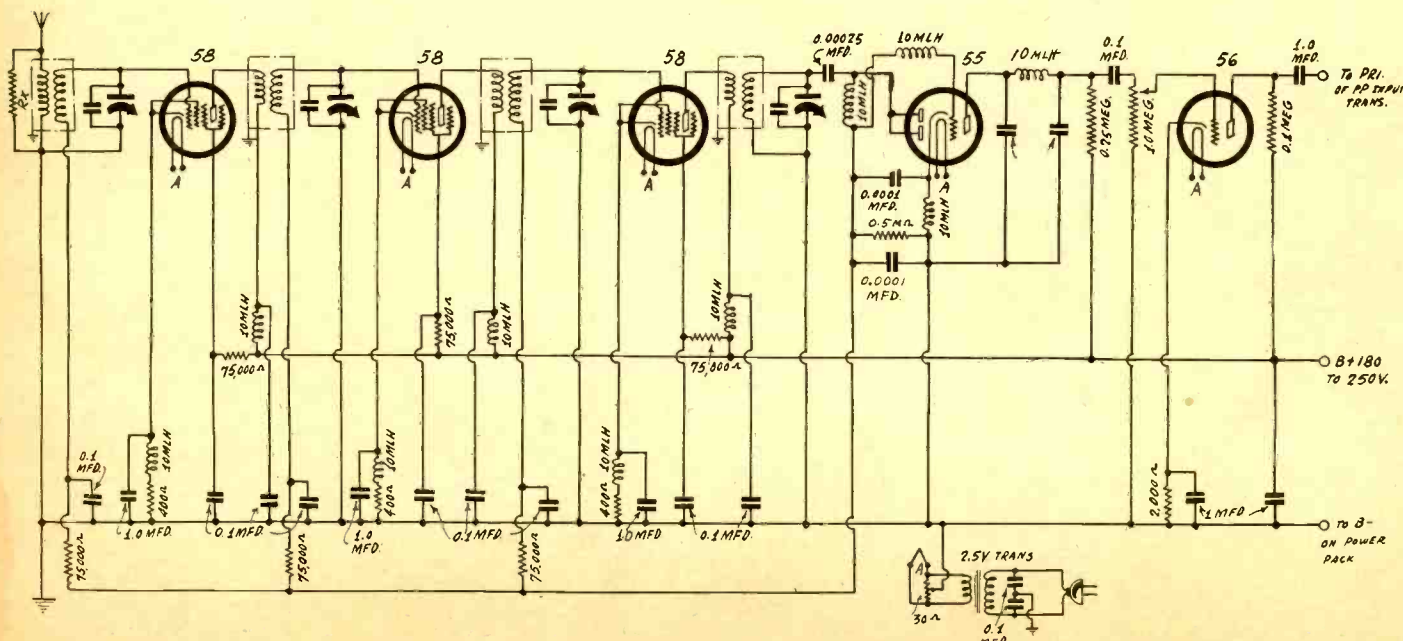 58
58
58
55
56
0.00025
MFD.
10MLH
10MLH
0.1
MFD.
1.0
MFD.
TO PRI.
OF PP INPUT
TRANS.
Rx
10MLH
0.25MEG.
1.0MEG.
0.1MEG
A
A
A
A
A
0.0001
MFD.
10MLH
0.5MΩ
0.0001
MFD.
10MLH
75,000Ω
10MLH
10MLH
75,000Ω
75,000Ω
B+180
TO 250V.
0.1
MFD.
10MLH
400Ω
10MLH
400Ω
10MLH
400Ω
2,000Ω
1.0MFD.
0.1MFD.
1.0
MFD.
0.1MFD.
1.0MFD.
0.1MFD.
1MFD
TO B-
ON POWER
PACK
75,000Ω
75,000Ω
75,000Ω
2.5V TRANS
A
30Ω
0.1
MFD.